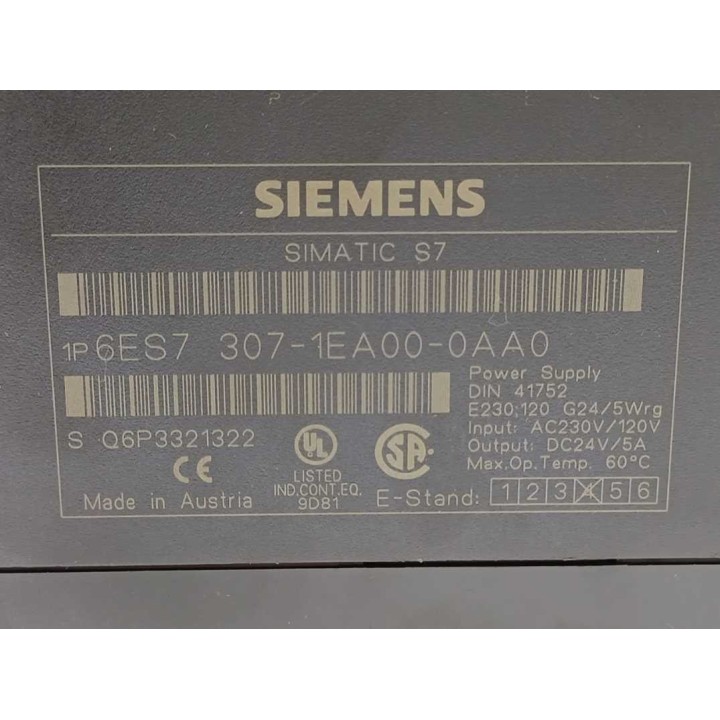 SIEMENS
SIMATIC S7
1P 6ES7 307-1EA00-0AA0
Power Supply
DIN 41752
E230;120 G24/5Wrg
Input: AC230V/120V
Output: DC24V/5A
Max.Op.Temp. 60°C
S Q6P3321322
CE
Made in Austria
UL
LISTED
IND.CONT.EQ.
9D81
SA
E-Stand: 1 2 3 4 5 6